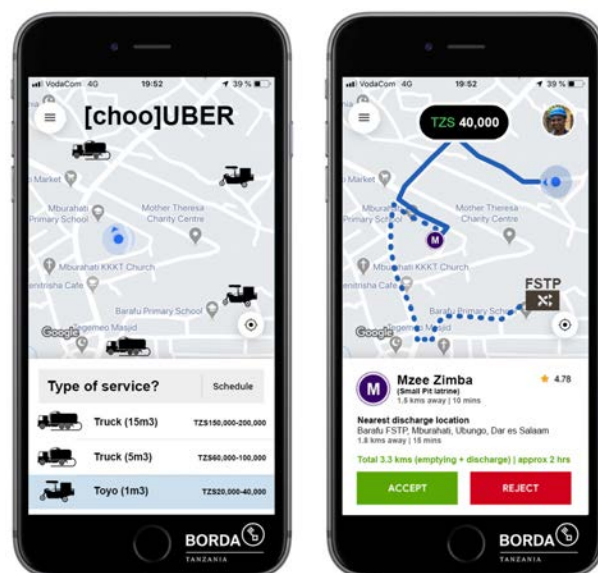 VodaCom 4G 19:52 39 %
[choo]UBER
Market
Mburahati
Primary School
Mother Theresa
Charity Centre
Mburahati KKKT Church
Barafu Primary School
Tegemeo Masjid
Google
Type of service? Schedule
Truck (15m3) TZS150,000-200,000
Truck (5m3) TZS60,000-100,000
Toyo (1m3) TZS20,000-40,000
BORDA
TANZANIA
VodaCom 4G 19:52 39 %
TZS 40,000
Market
Mburahati
Primary School
Mother Theresa
Charity Centre
M
Mburahati KKKT Church
FSTP
Barafu Primary School
Tegemeo Masjid
Google
M
Mzee Zimba 4.78
(Small Pit latrine)
1.5 kms away | 10 mins
Nearest discharge location
Barafu FSTP, Mburahati, Ubungo, Dar es Salaam
1.8 kms away | 15 mins
Total 3.3 kms (emptying + discharge) | approx 2 hrs
ACCEPT REJECT
BORDA
TANZANIA